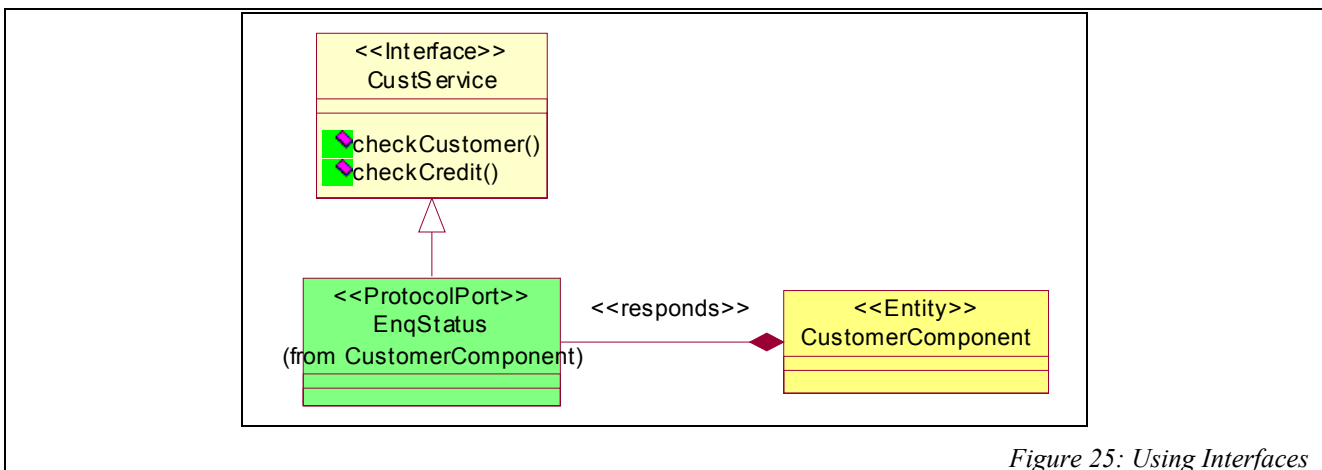 <<Interface>>
CustService
checkCustomer()
checkCredit()
<<ProtocolPort>>
EnqStatus
(from CustomerComponent)
<<responds>>
<<Entity>>
CustomerComponent
Figure 25: Using Interfaces